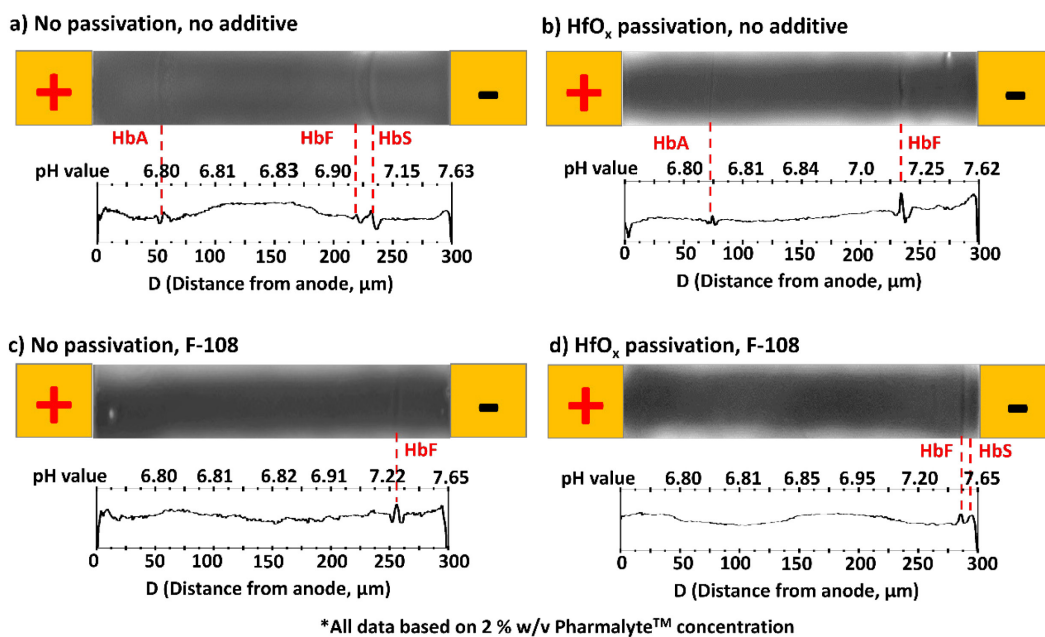 a) No passivation, no additive
+
-
HbA
HbF
HbS
pH value 6.80 6.81 6.83 6.90 7.15 7.63
0 50 100 150 200 250 300
D (Distance from anode, µm)
b) HfOₓ passivation, no additive
+
-
HbA
HbF
pH value 6.80 6.81 6.84 7.0 7.25 7.62
0 50 100 150 200 250 300
D (Distance from anode, µm)
c) No passivation, F-108
+
-
HbF
pH value 6.80 6.81 6.82 6.91 7.22 7.65
0 50 100 150 200 250 300
D (Distance from anode, µm)
d) HfOₓ passivation, F-108
+
-
HbF
HbS
pH value 6.80 6.81 6.85 6.95 7.20 7.65
0 50 100 150 200 250 300
D (Distance from anode, µm)
*All data based on 2 % w/v Pharmalyte™ concentration